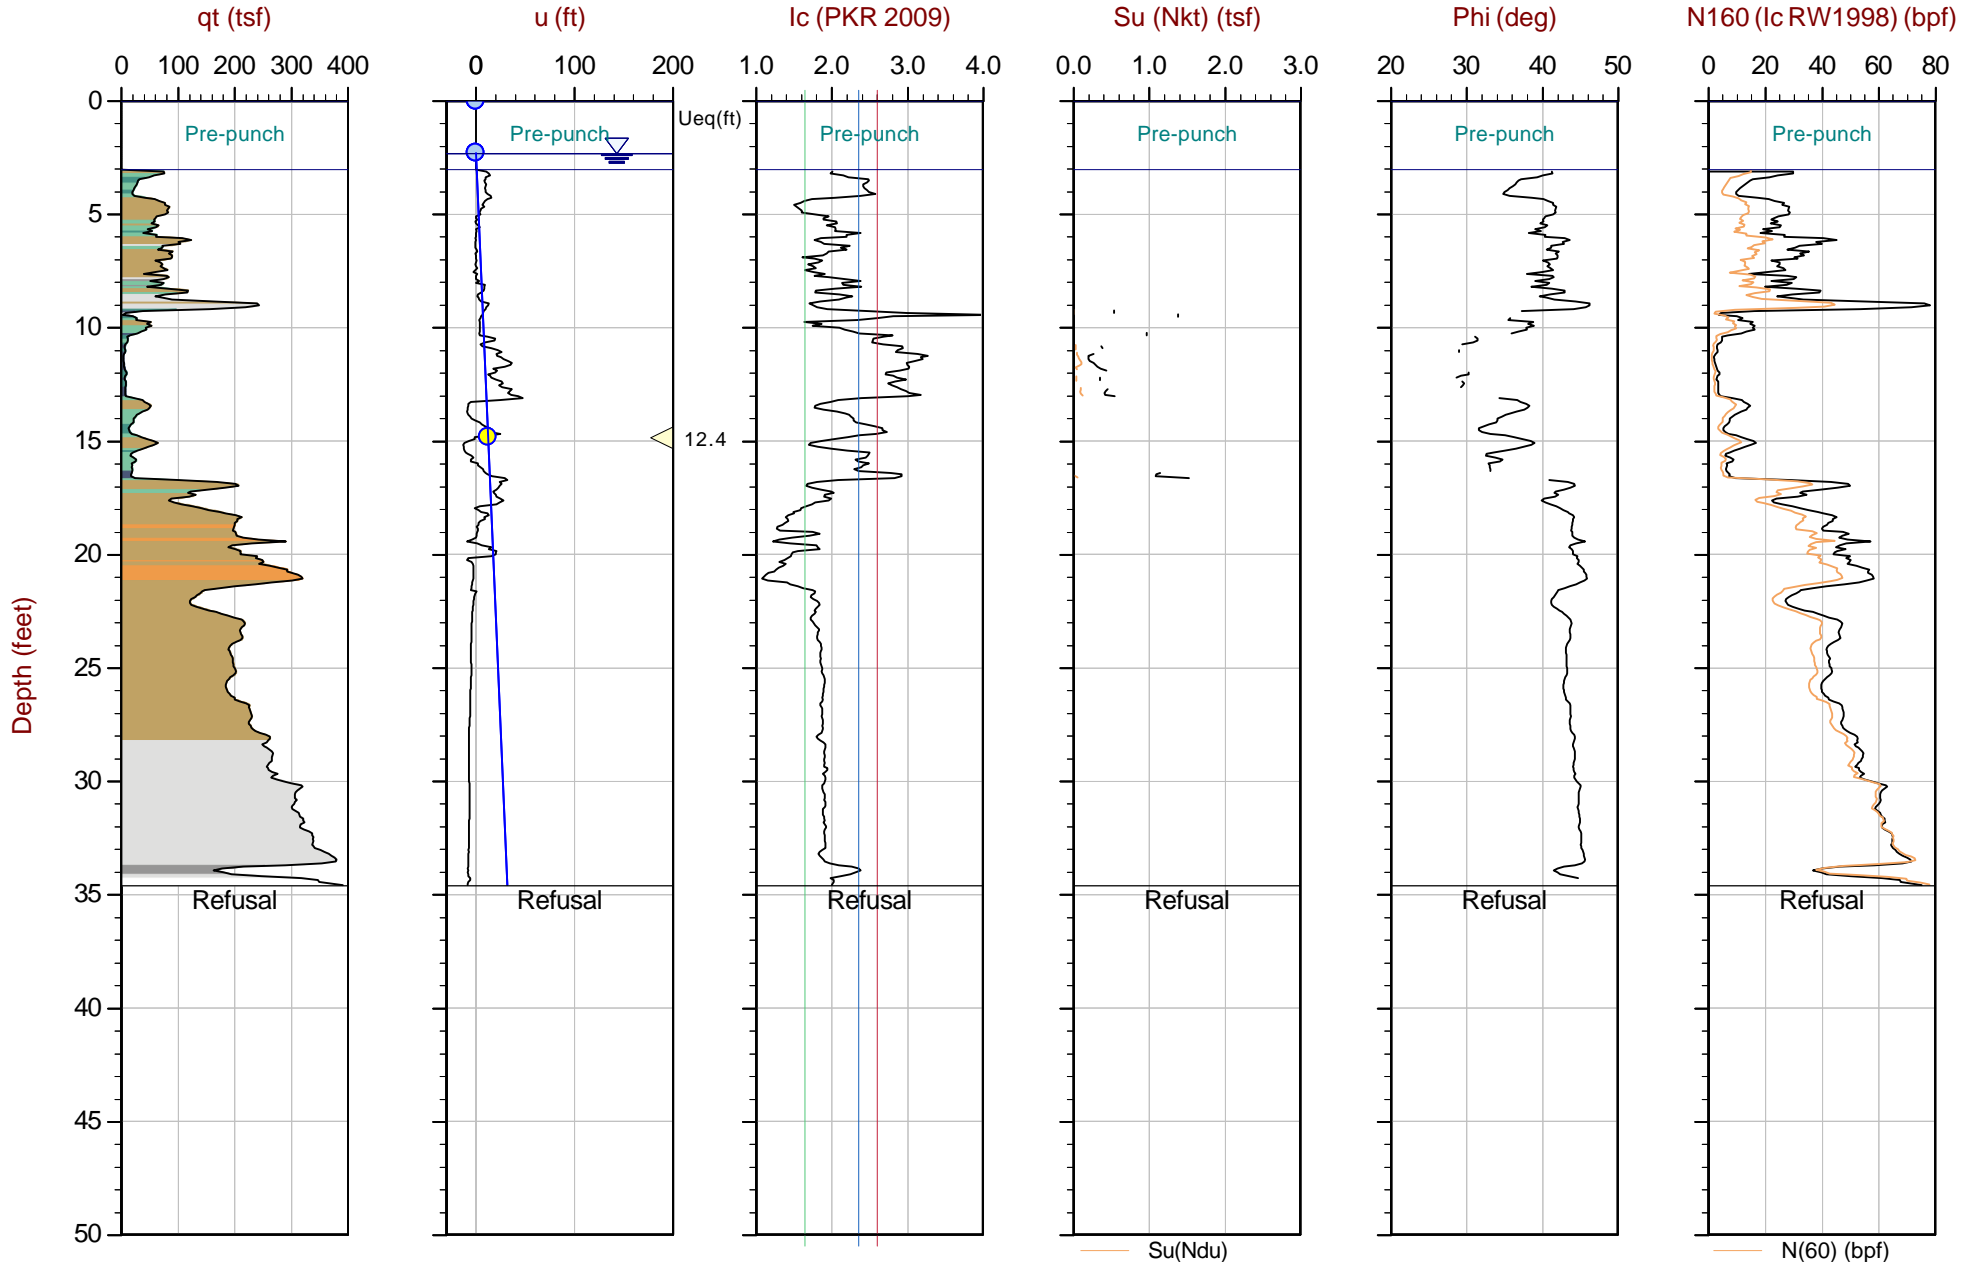 qt (tsf) u (ft) Ic (PKR 2009) Su (Nkt) (tsf) Phi (deg) N160 (Ic RW1998) (bpf)
0 100 200 300 400 0 100 200 1.0 2.0 3.0 4.0 0.0 1.0 2.0 3.0 20 30 40 50 0 20 40 60 80
0
Ueq(ft)
Pre-punch Pre-punch Pre-punch Pre-punch Pre-punch Pre-punch
5
10
15 12.4
20
Depth (feet)
25
30
35
Refusal Refusal Refusal Refusal Refusal Refusal
40
45
50
Su(Ndu) N(60) (bpf)